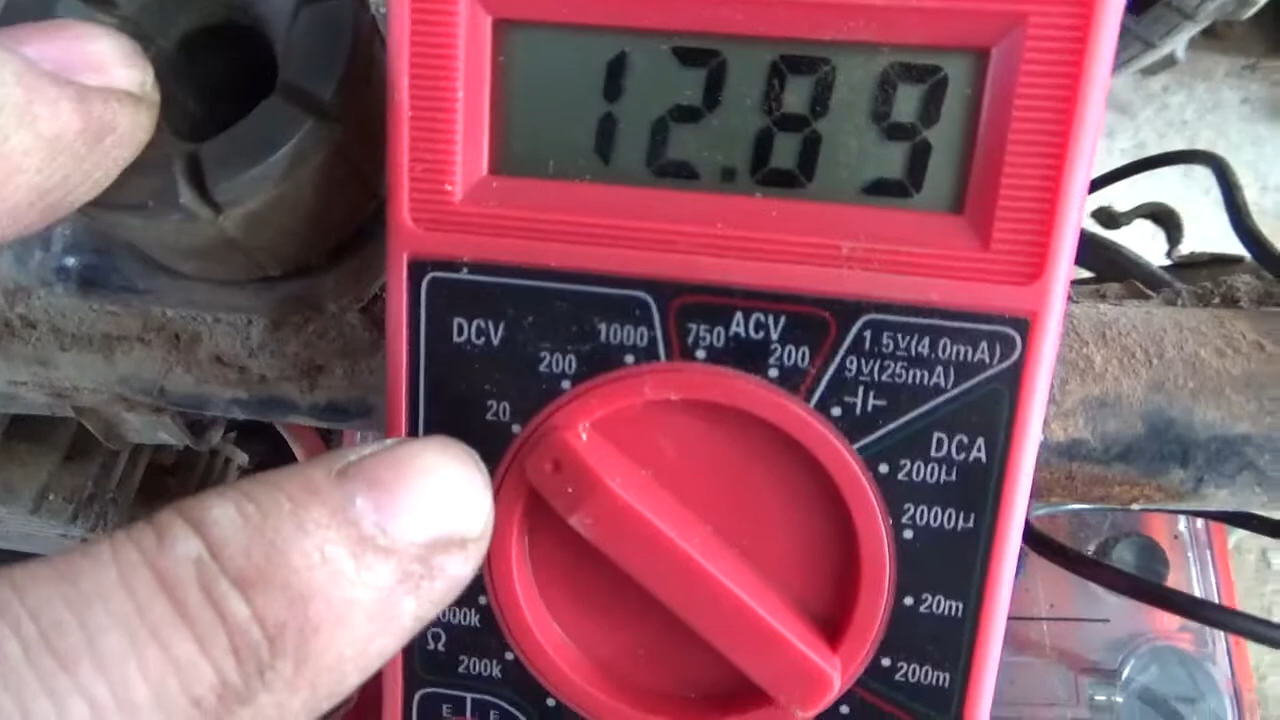 12.89
DCV
1000
200
20
750
ACV
200
1.5V(4.0mA)
9V(25mA)
DCA
200µ
2000µ
20m
200m
Ω
200k
E
E